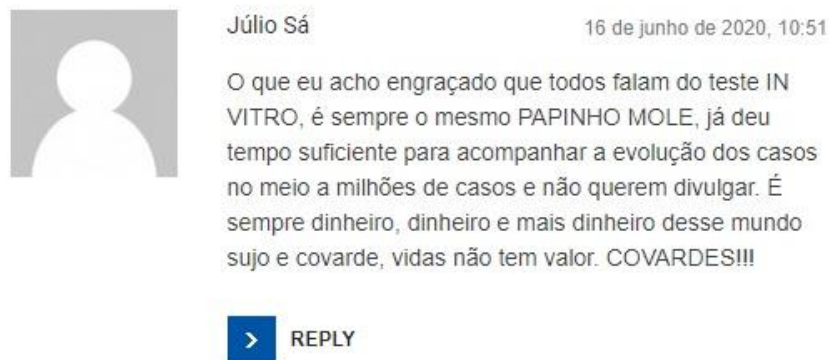 Júlio Sá
16 de junho de 2020, 10:51
O que eu acho engraçado que todos falam do teste IN
VITRO, é sempre o mesmo PAPINHO MOLE, já deu
tempo suficiente para acompanhar a evolução dos casos
no meio a milhões de casos e não querem divulgar. É
sempre dinheiro, dinheiro e mais dinheiro desse mundo
sujo e covarde, vidas não tem valor. COVARDES!!!
REPLY